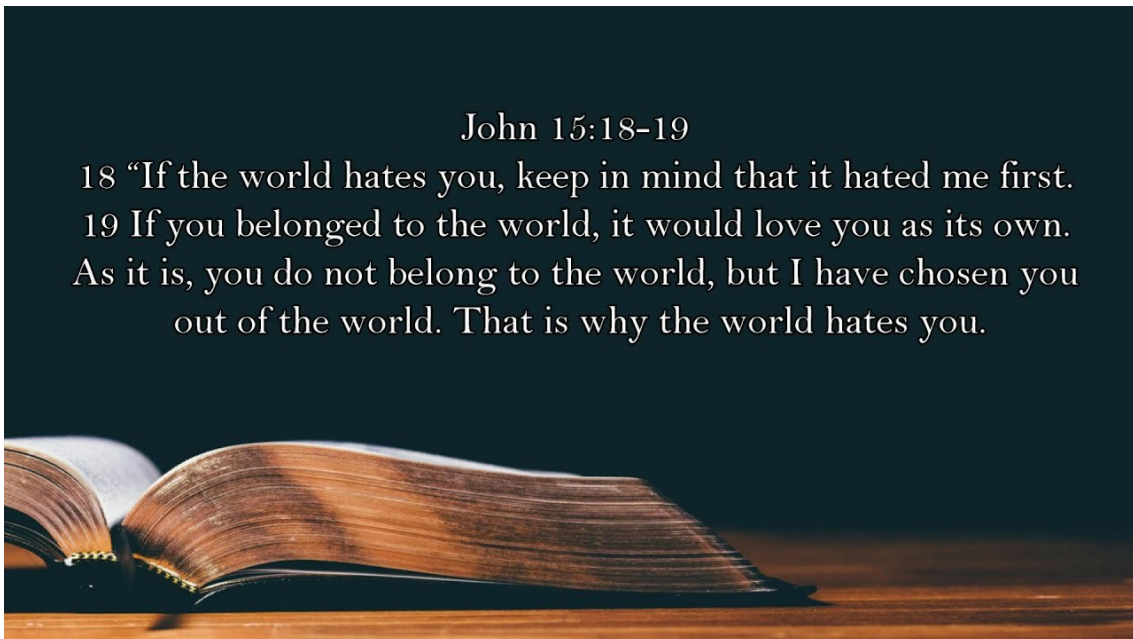 John 15:18-19
18 “If the world hates you, keep in mind that it hated me first.
19 If you belonged to the world, it would love you as its own.
As it is, you do not belong to the world, but I have chosen you
out of the world. That is why the world hates you.